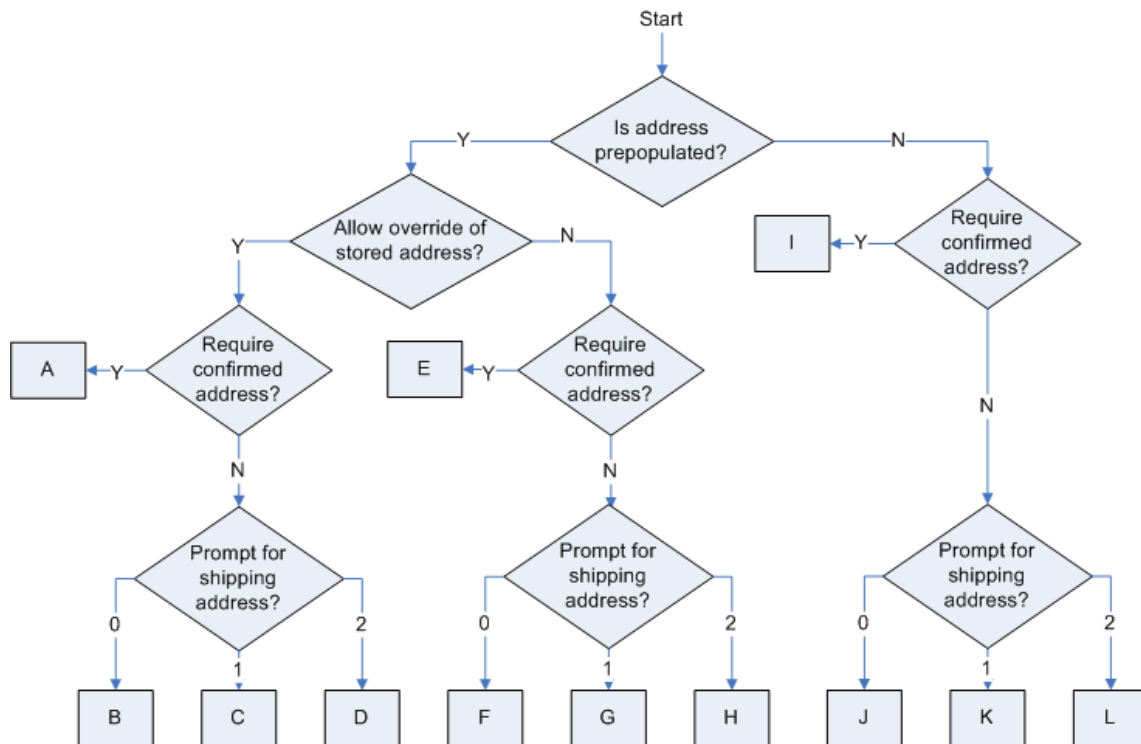 Start
Is address
prepopulated?
Y
N
Allow override of
stored address?
Y
N
Require
confirmed
address?
I
Y
Require
confirmed
address?
A
Y
N
Require
confirmed
address?
E
Y
N
N
Prompt for
shipping
address?
0
1
2
Prompt for
shipping
address?
0
1
2
Prompt for
shipping
address?
0
1
2
B
C
D
F
G
H
J
K
L